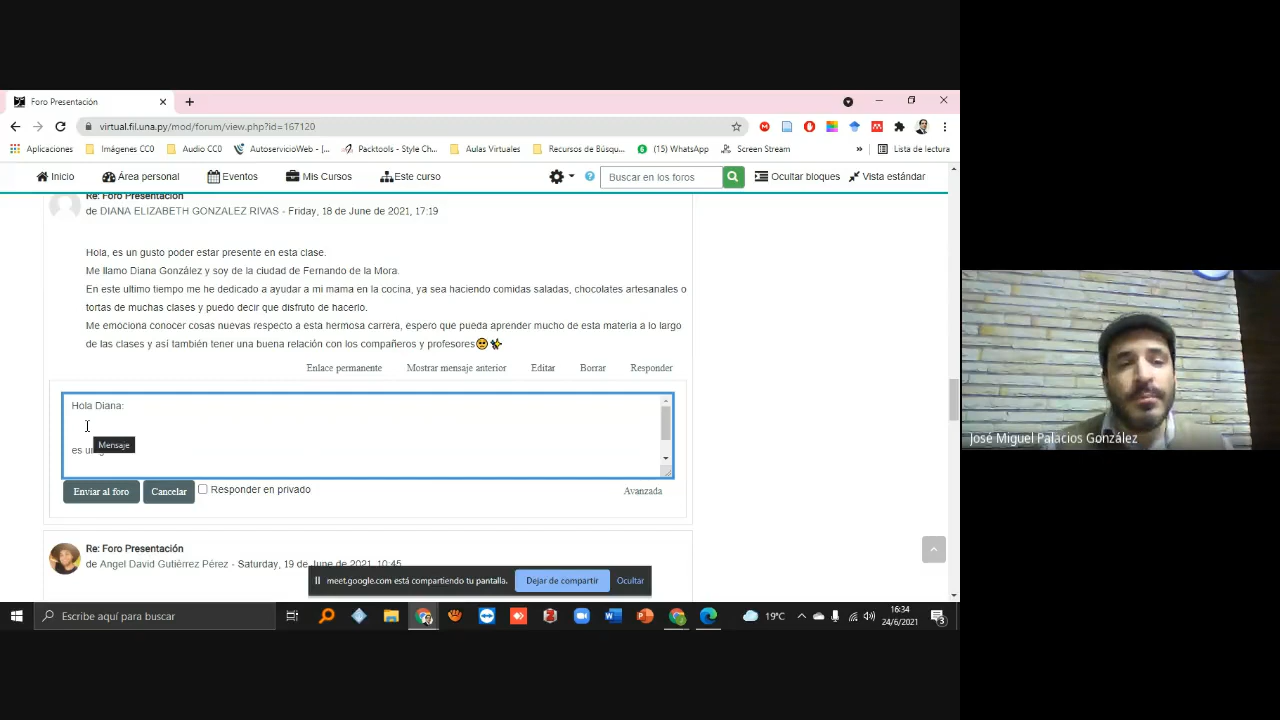 Foro Presentación
virtual.fil.una.py/mod/forum/view.php?id=167120
Aplicaciones
Imágenes CC0
Audio CC0
AutoservicioWeb - [...
Packtools - Style Ch...
Aulas Virtuales
Recursos de Búsqu...
(15) WhatsApp
Screen Stream
»
Lista de lectura
Inicio
Área personal
Eventos
Mis Cursos
Este curso
Buscar en los foros
Ocultar bloques
Vista estándar
Re: Foro Presentación
de DIANA ELIZABETH GONZALEZ RIVAS - Friday, 18 de June de 2021, 17:19
Hola, es un gusto poder estar presente en esta clase.
Me llamo Diana González y soy de la ciudad de Fernando de la Mora.
En este ultimo tiempo me he dedicado a ayudar a mi mama en la cocina, ya sea haciendo comidas saladas, chocolates artesanales o
tortas de muchas clases y puedo decir que disfruto de hacerlo.
Me emociona conocer cosas nuevas respecto a esta hermosa carrera, espero que pueda aprender mucho de esta materia a lo largo
de las clases y así también tener una buena relación con los compañeros y profesores
Enlace permanente
Mostrar mensaje anterior
Editar
Borrar
Responder
Hola Diana:
Mensaje
es
Enviar al foro
Cancelar
Responder en privado
Avanzada
Re: Foro Presentación
de Angel David Gutiérrez Pérez - Saturday, 19 de June de 2021, 10:45
meet.google.com está compartiendo tu pantalla.
Dejar de compartir
Ocultar
Escribe aquí para buscar
19°C
16:34
24/6/2021
3
José Miguel Palacios González